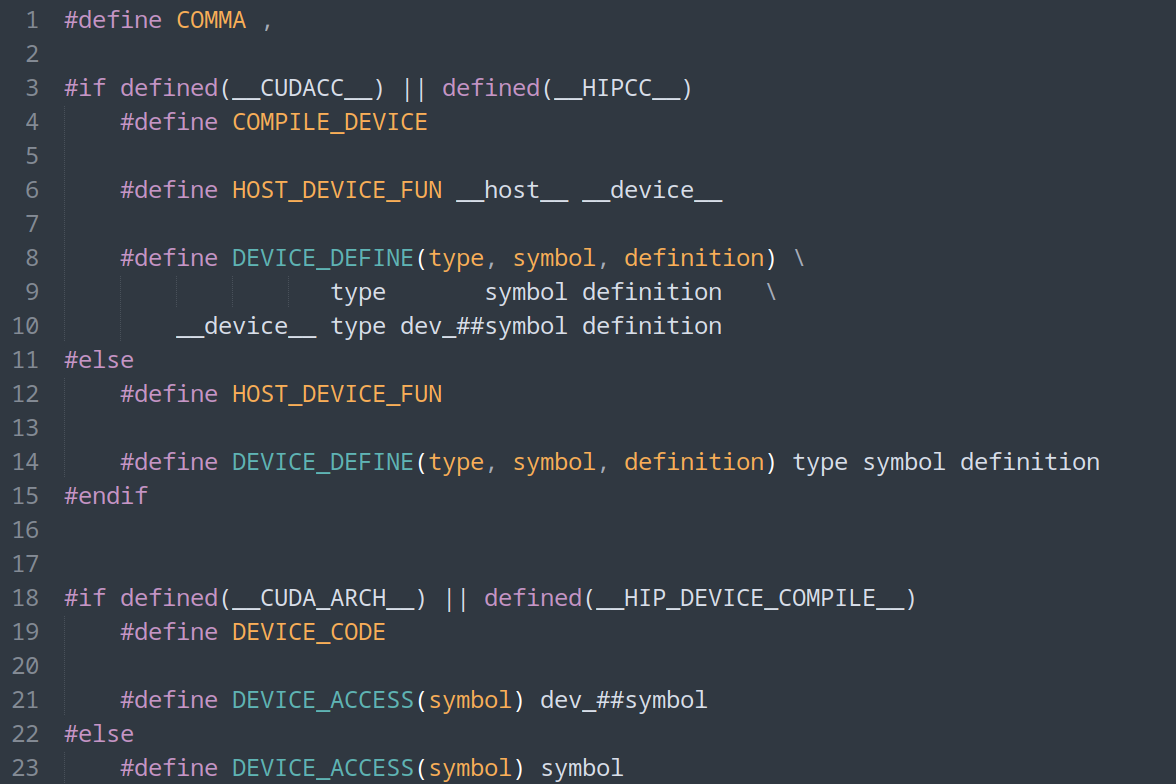 1 #define COMMA ,
2
3 #if defined(__CUDACC__) || defined(__HIPCC__)
4     #define COMPILE_DEVICE
5
6     #define HOST_DEVICE_FUN __host__ __device__
7
8     #define DEVICE_DEFINE(type, symbol, definition) \
9                    type       symbol definition   \
10         __device__ type dev_##symbol definition
11 #else
12     #define HOST_DEVICE_FUN
13
14     #define DEVICE_DEFINE(type, symbol, definition) type symbol definition
15 #endif
16
17
18 #if defined(__CUDA_ARCH__) || defined(__HIP_DEVICE_COMPILE__)
19     #define DEVICE_CODE
20
21     #define DEVICE_ACCESS(symbol) dev_##symbol
22 #else
23     #define DEVICE_ACCESS(symbol) symbol